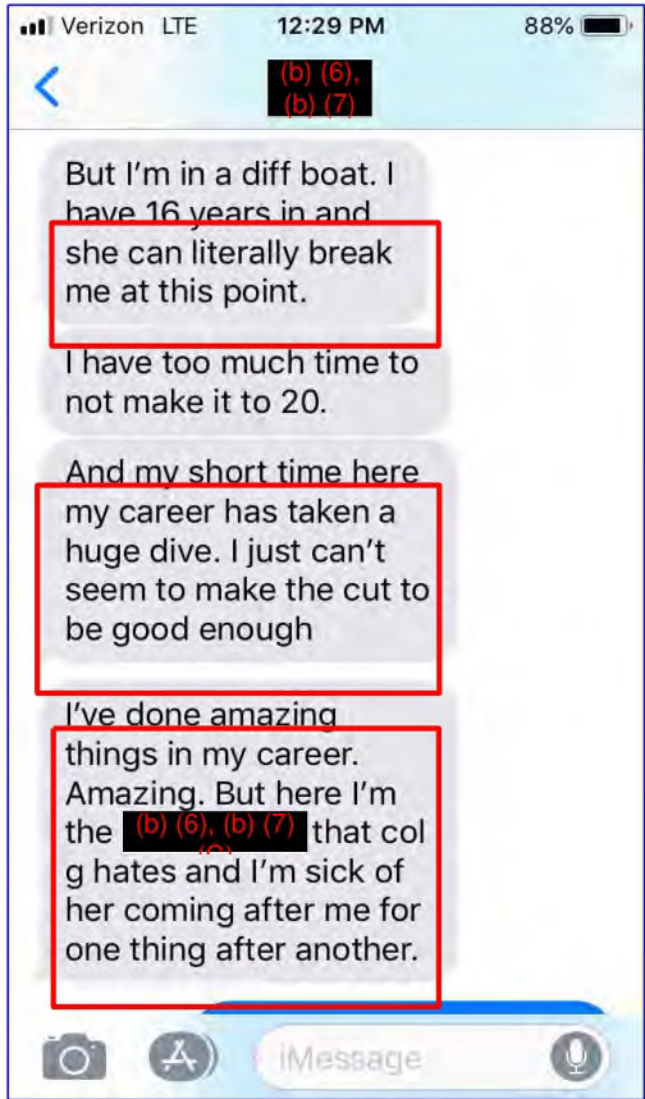 Verizon LTE 12:29 PM 88%
(b) (6),
(b) (7)
But I'm in a diff boat. I
have 16 years in and
she can literally break
me at this point.
I have too much time to
not make it to 20.
And my short time here
my career has taken a
huge dive. I just can't
seem to make the cut to
be good enough
I've done amazing
things in my career.
Amazing. But here I'm
the (b) (6), (b) (7) that col
(C)
g hates and I'm sick of
her coming after me for
one thing after another.
iMessage